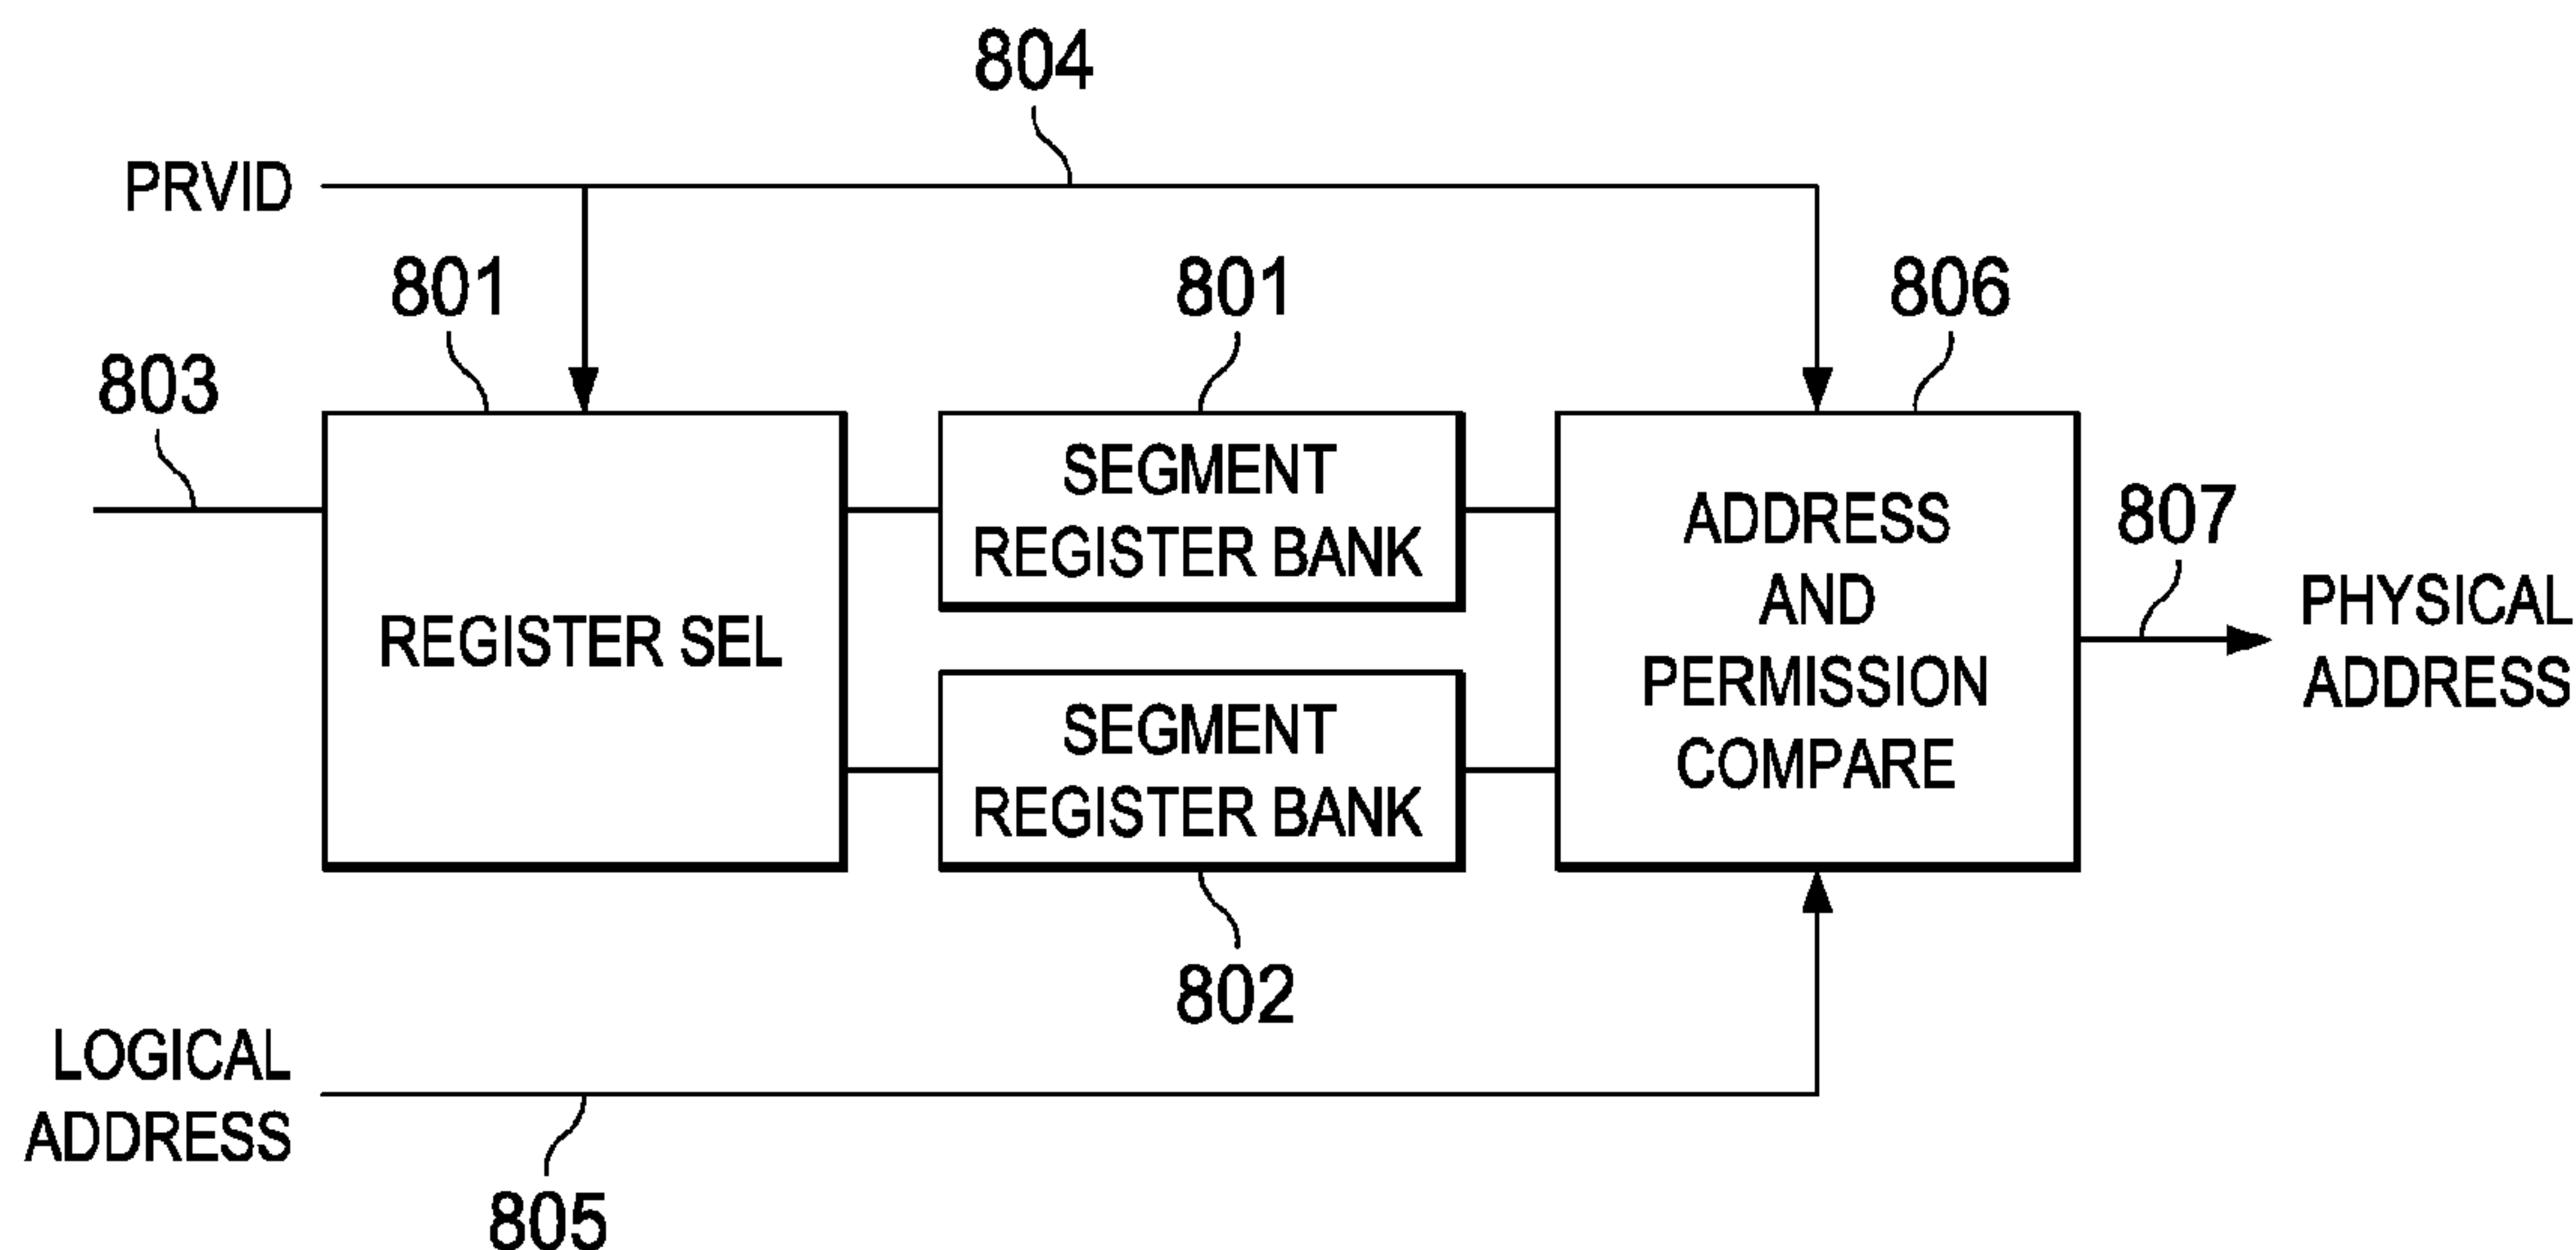 804
PRVID
801
801
806
803
SEGMENT
REGISTER BANK
ADDRESS
AND
PERMISSION
COMPARE
807
PHYSICAL
ADDRESS
REGISTER SEL
SEGMENT
REGISTER BANK
802
LOGICAL
ADDRESS
805